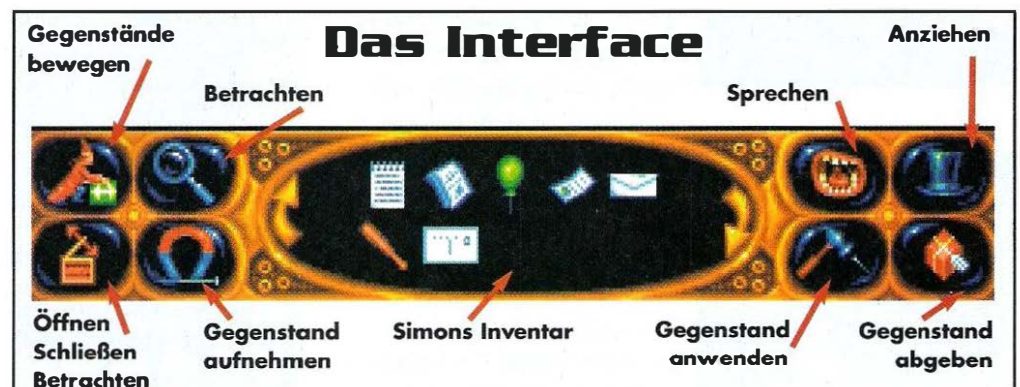 Das Interface
Gegenstände
bewegen
Betrachten
Sprechen
Anziehen
Öffnen
Schließen
Betrachten
Gegenstand
aufnehmen
Simons Inventar
Gegenstand
anwenden
Gegenstand
abgeben